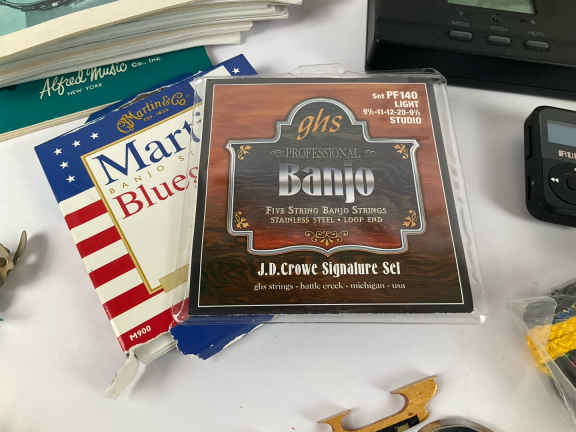 Alfred Music Co., Inc.
NEW YORK
Martin & Co.
EST. 1833
BANJO
Blues
M900
ghs
PROFESSIONAL
Banjo
FIVE STRING BANJO STRINGS
STAINLESS STEEL • LOOP END
J.D. Crowe Signature Set
ghs strings • battle creek • michigan • usa
Set PF140
LIGHT
9½-11-12-20-9½
STUDIO